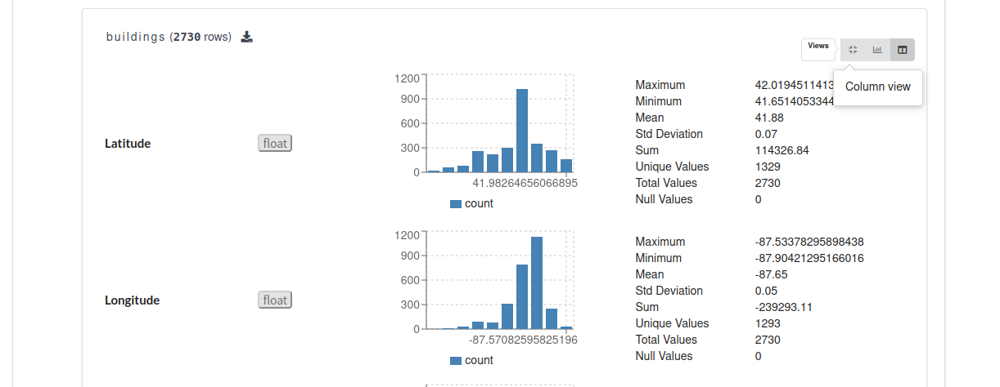 buildings (2730 rows)
Views
Column view
Latitude
float
1200
900
600
300
0
41.98264656066895
count
Maximum 42.0194511413
Minimum 41.6514053344
Mean 41.88
Std Deviation 0.07
Sum 114326.84
Unique Values 1329
Total Values 2730
Null Values 0
Longitude
float
1200
900
600
300
0
-87.57082595825196
count
Maximum -87.53378295898438
Minimum -87.90421295166016
Mean -87.65
Std Deviation 0.05
Sum -239293.11
Unique Values 1293
Total Values 2730
Null Values 0